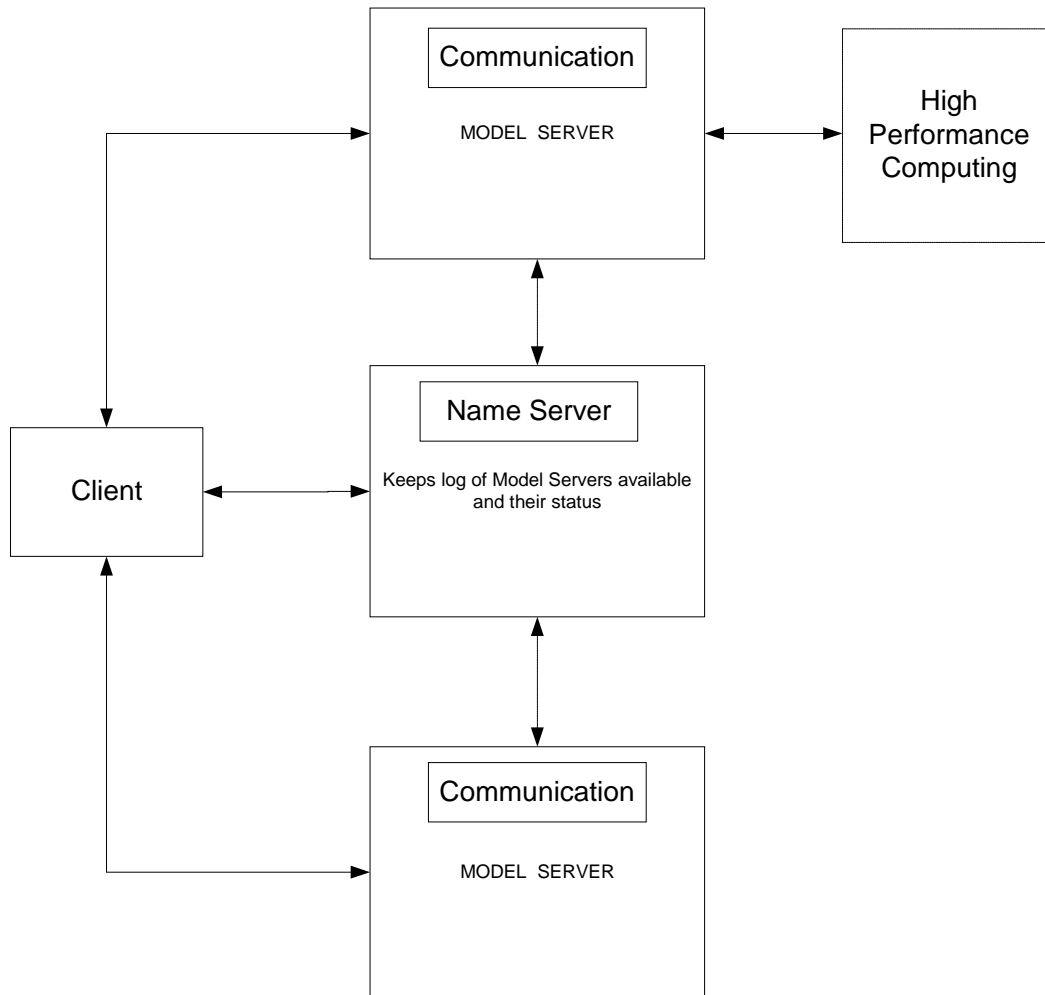 Communication
MODEL SERVER
High
Performance
Computing
Name Server
Keeps log of Model Servers available
and their status
Client
Communication
MODEL SERVER